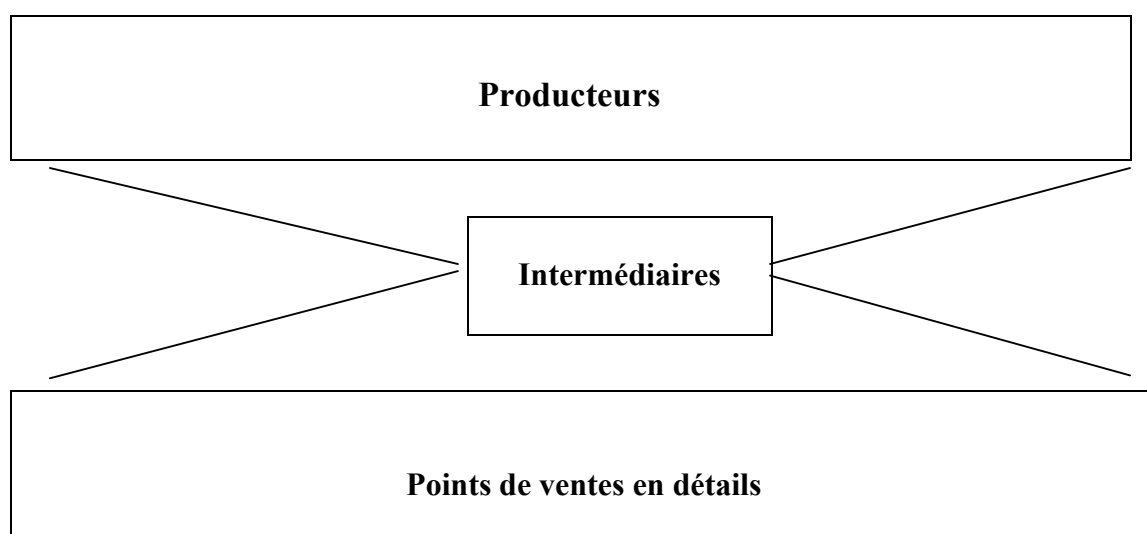 Producteurs
Intermédiaires
Points de ventes en détails